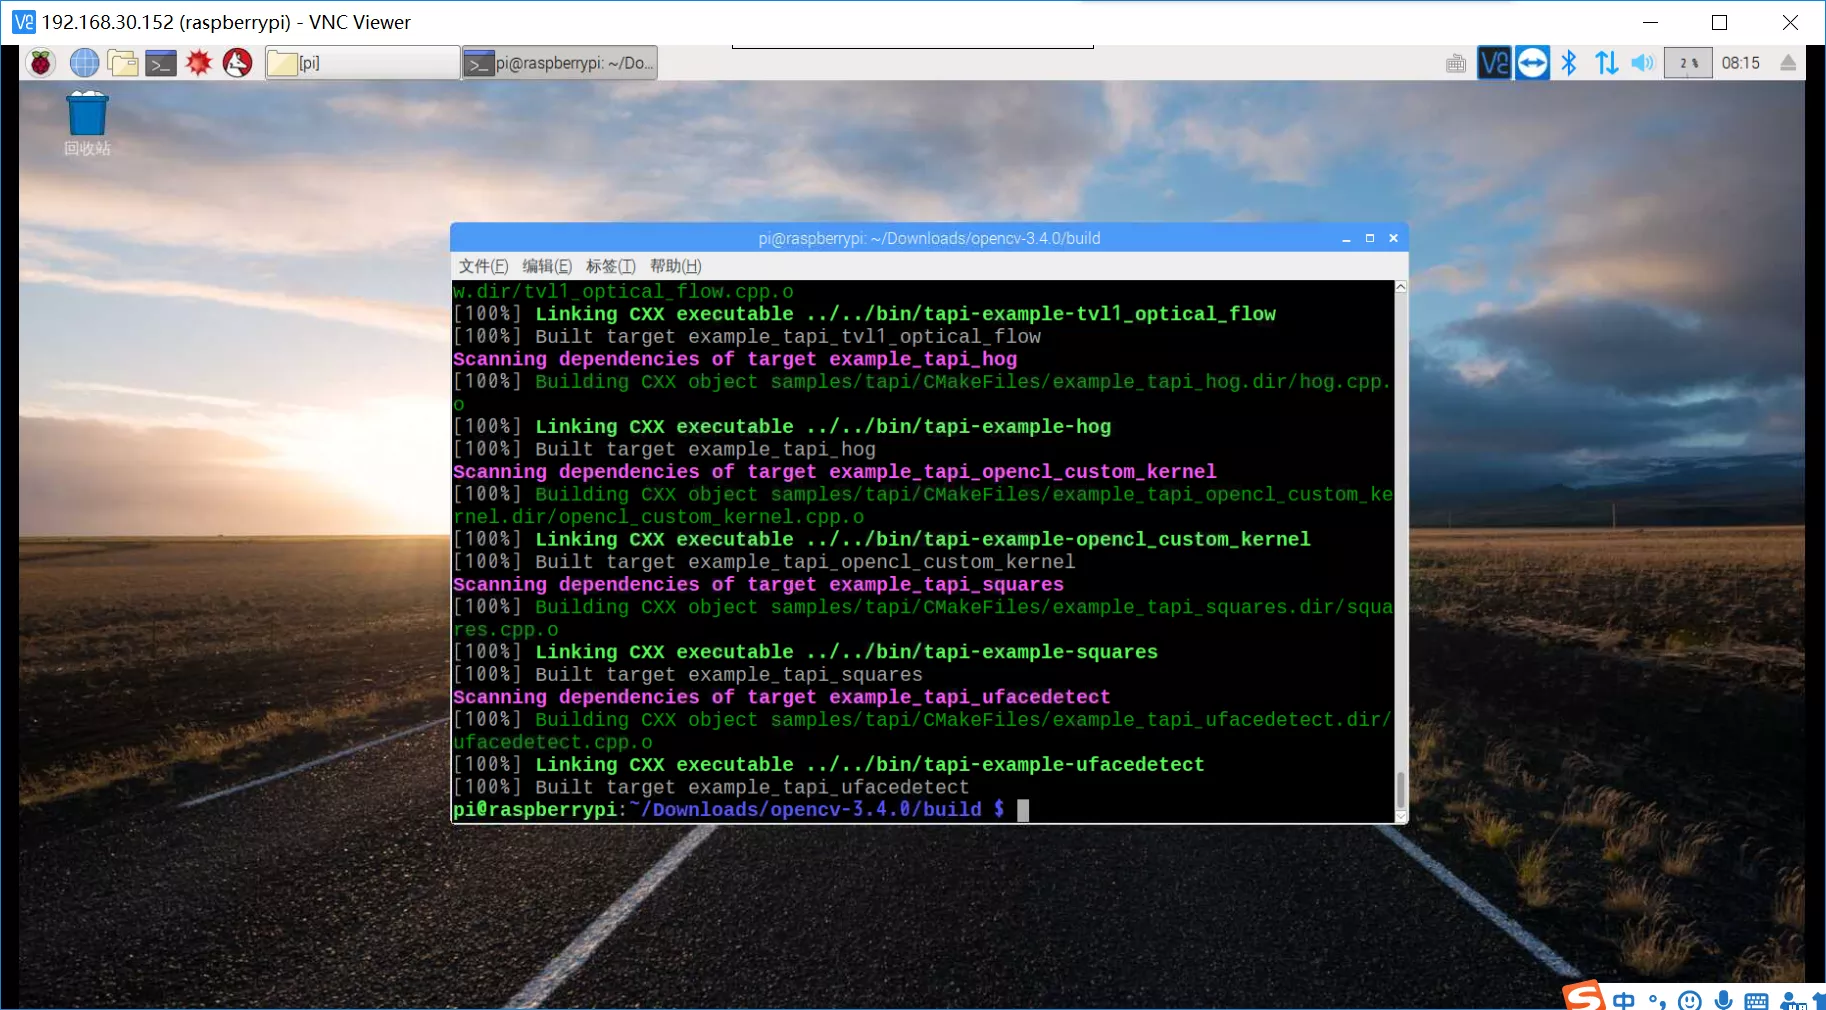 192.168.30.152 (raspberrypi) - VNC Viewer
[pi]
pi@raspberrypi: ~/Do...
2 %
08:15
回收站
pi@raspberrypi: ~/Downloads/opencv-3.4.0/build
文件(F) 编辑(E) 标签(T) 帮助(H)
w.dir/tvl1_optical_flow.cpp.o
[100%] Linking CXX executable ../../bin/tapi-example-tvl1_optical_flow
[100%] Built target example_tapi_tvl1_optical_flow
Scanning dependencies of target example_tapi_hog
[100%] Building CXX object samples/tapi/CMakeFiles/example_tapi_hog.dir/hog.cpp.
o
[100%] Linking CXX executable ../../bin/tapi-example-hog
[100%] Built target example_tapi_hog
Scanning dependencies of target example_tapi_opencl_custom_kernel
[100%] Building CXX object samples/tapi/CMakeFiles/example_tapi_opencl_custom_ke
rnel.dir/opencl_custom_kernel.cpp.o
[100%] Linking CXX executable ../../bin/tapi-example-opencl_custom_kernel
[100%] Built target example_tapi_opencl_custom_kernel
Scanning dependencies of target example_tapi_squares
[100%] Building CXX object samples/tapi/CMakeFiles/example_tapi_squares.dir/squa
res.cpp.o
[100%] Linking CXX executable ../../bin/tapi-example-squares
[100%] Built target example_tapi_squares
Scanning dependencies of target example_tapi_ufacedetect
[100%] Building CXX object samples/tapi/CMakeFiles/example_tapi_ufacedetect.dir/
ufacedetect.cpp.o
[100%] Linking CXX executable ../../bin/tapi-example-ufacedetect
[100%] Built target example_tapi_ufacedetect
pi@raspberrypi:~/Downloads/opencv-3.4.0/build $
中